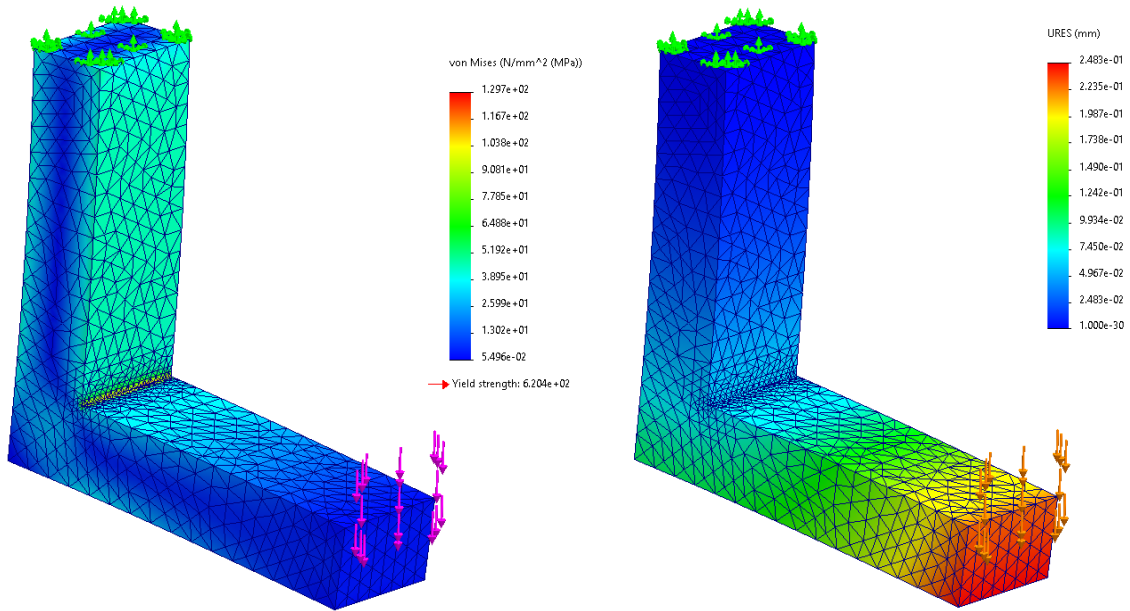 von Mises (N/mm^2 (MPa))
1.297e+02
1.167e+02
1.038e+02
9.081e+01
7.785e+01
6.488e+01
5.192e+01
3.895e+01
2.599e+01
1.302e+01
5.496e-02
Yield strength: 6.204e+02
URES (mm)
2.483e-01
2.235e-01
1.987e-01
1.738e-01
1.490e-01
1.242e-01
9.934e-02
7.450e-02
4.967e-02
2.483e-02
1.000e-30